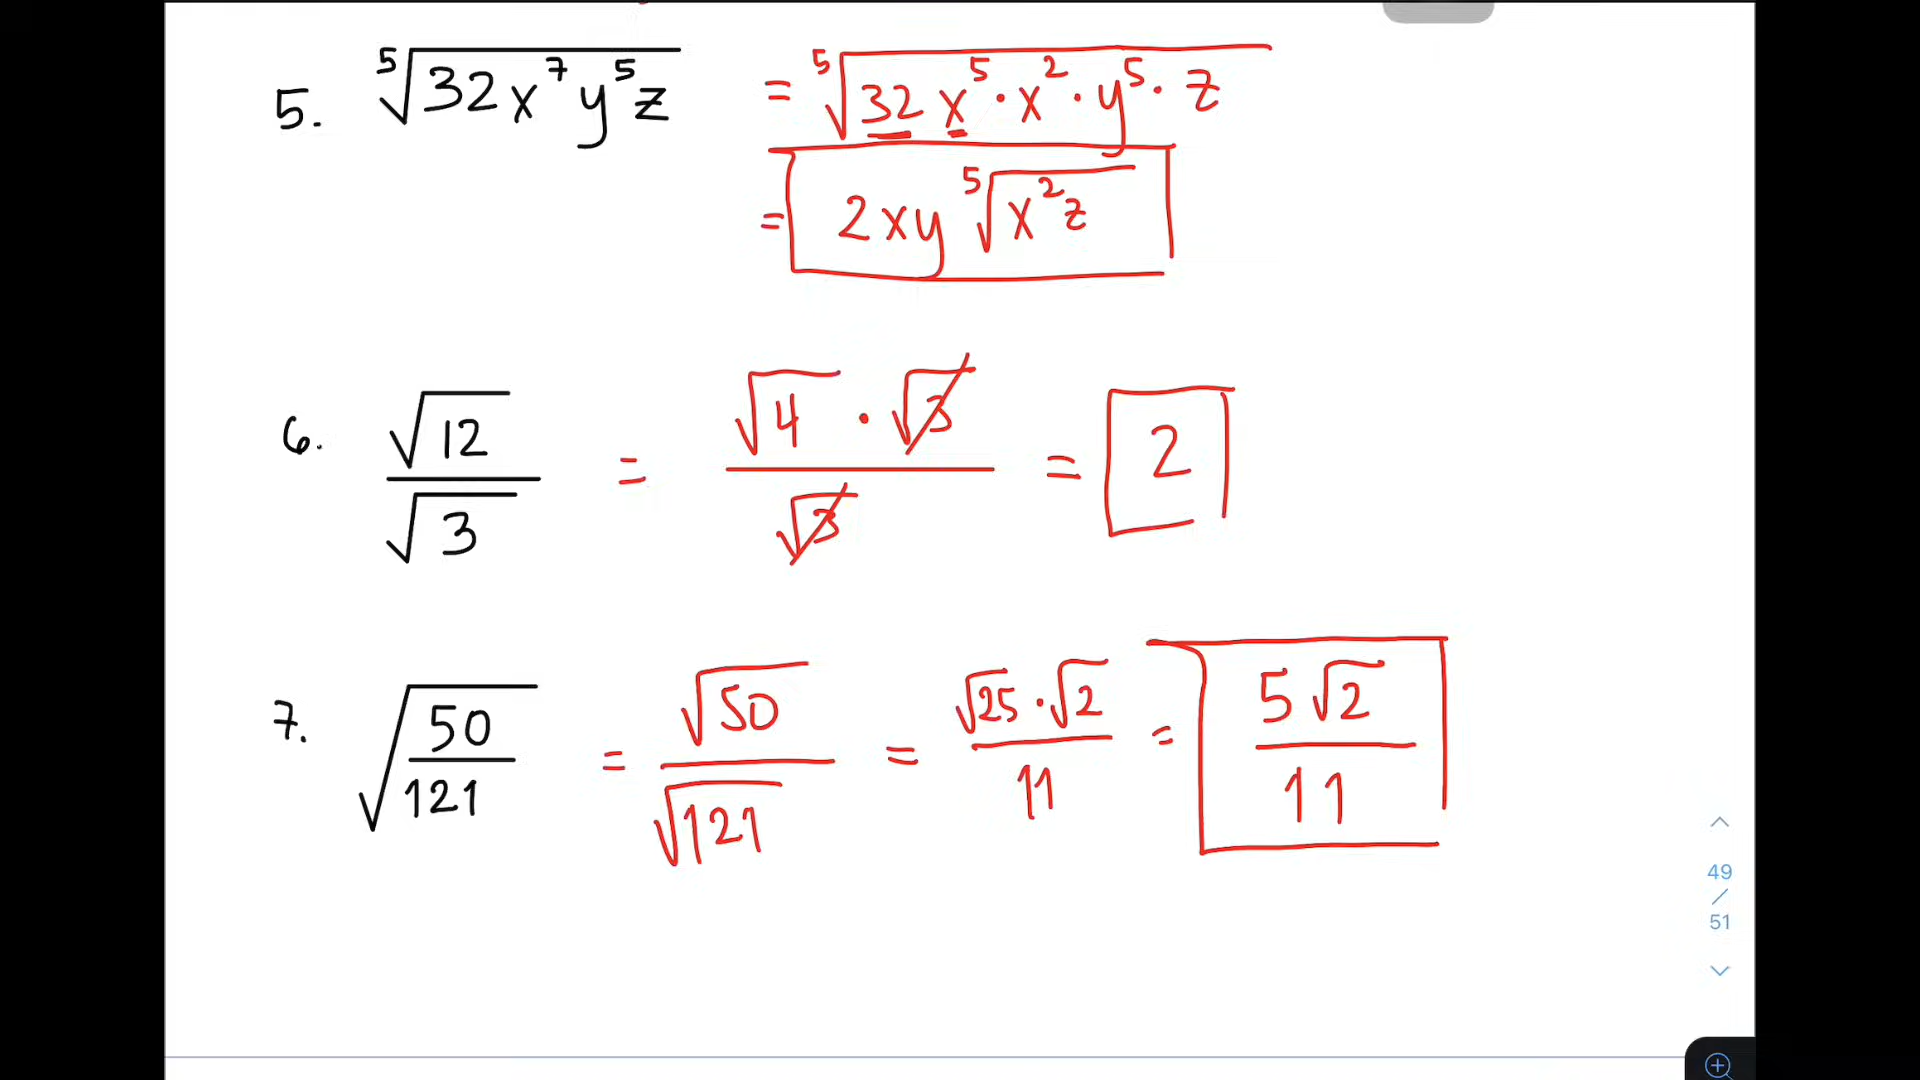 5. ⁵√(32x⁷y⁵z) = ⁵√(32x⁵·x²·y⁵·z)
= 2xy ⁵√(x²z)
6. √12/√3 = (√4·√3)/√3 = 2
7. √(50/121) = √50/√121 = (√25·√2)/11 = 5√2/11
49
/
51